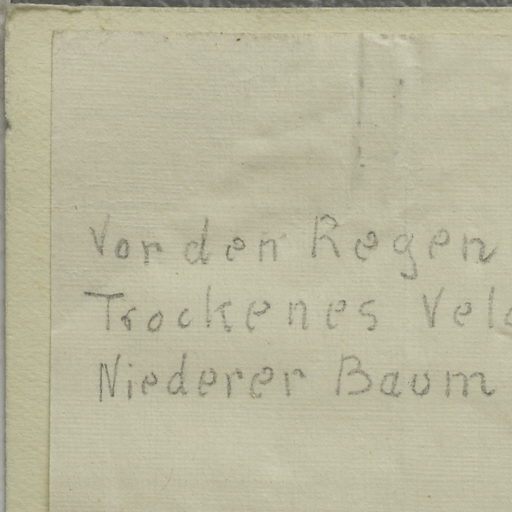 Vor den Regen
Trockenes
Niederer Baum